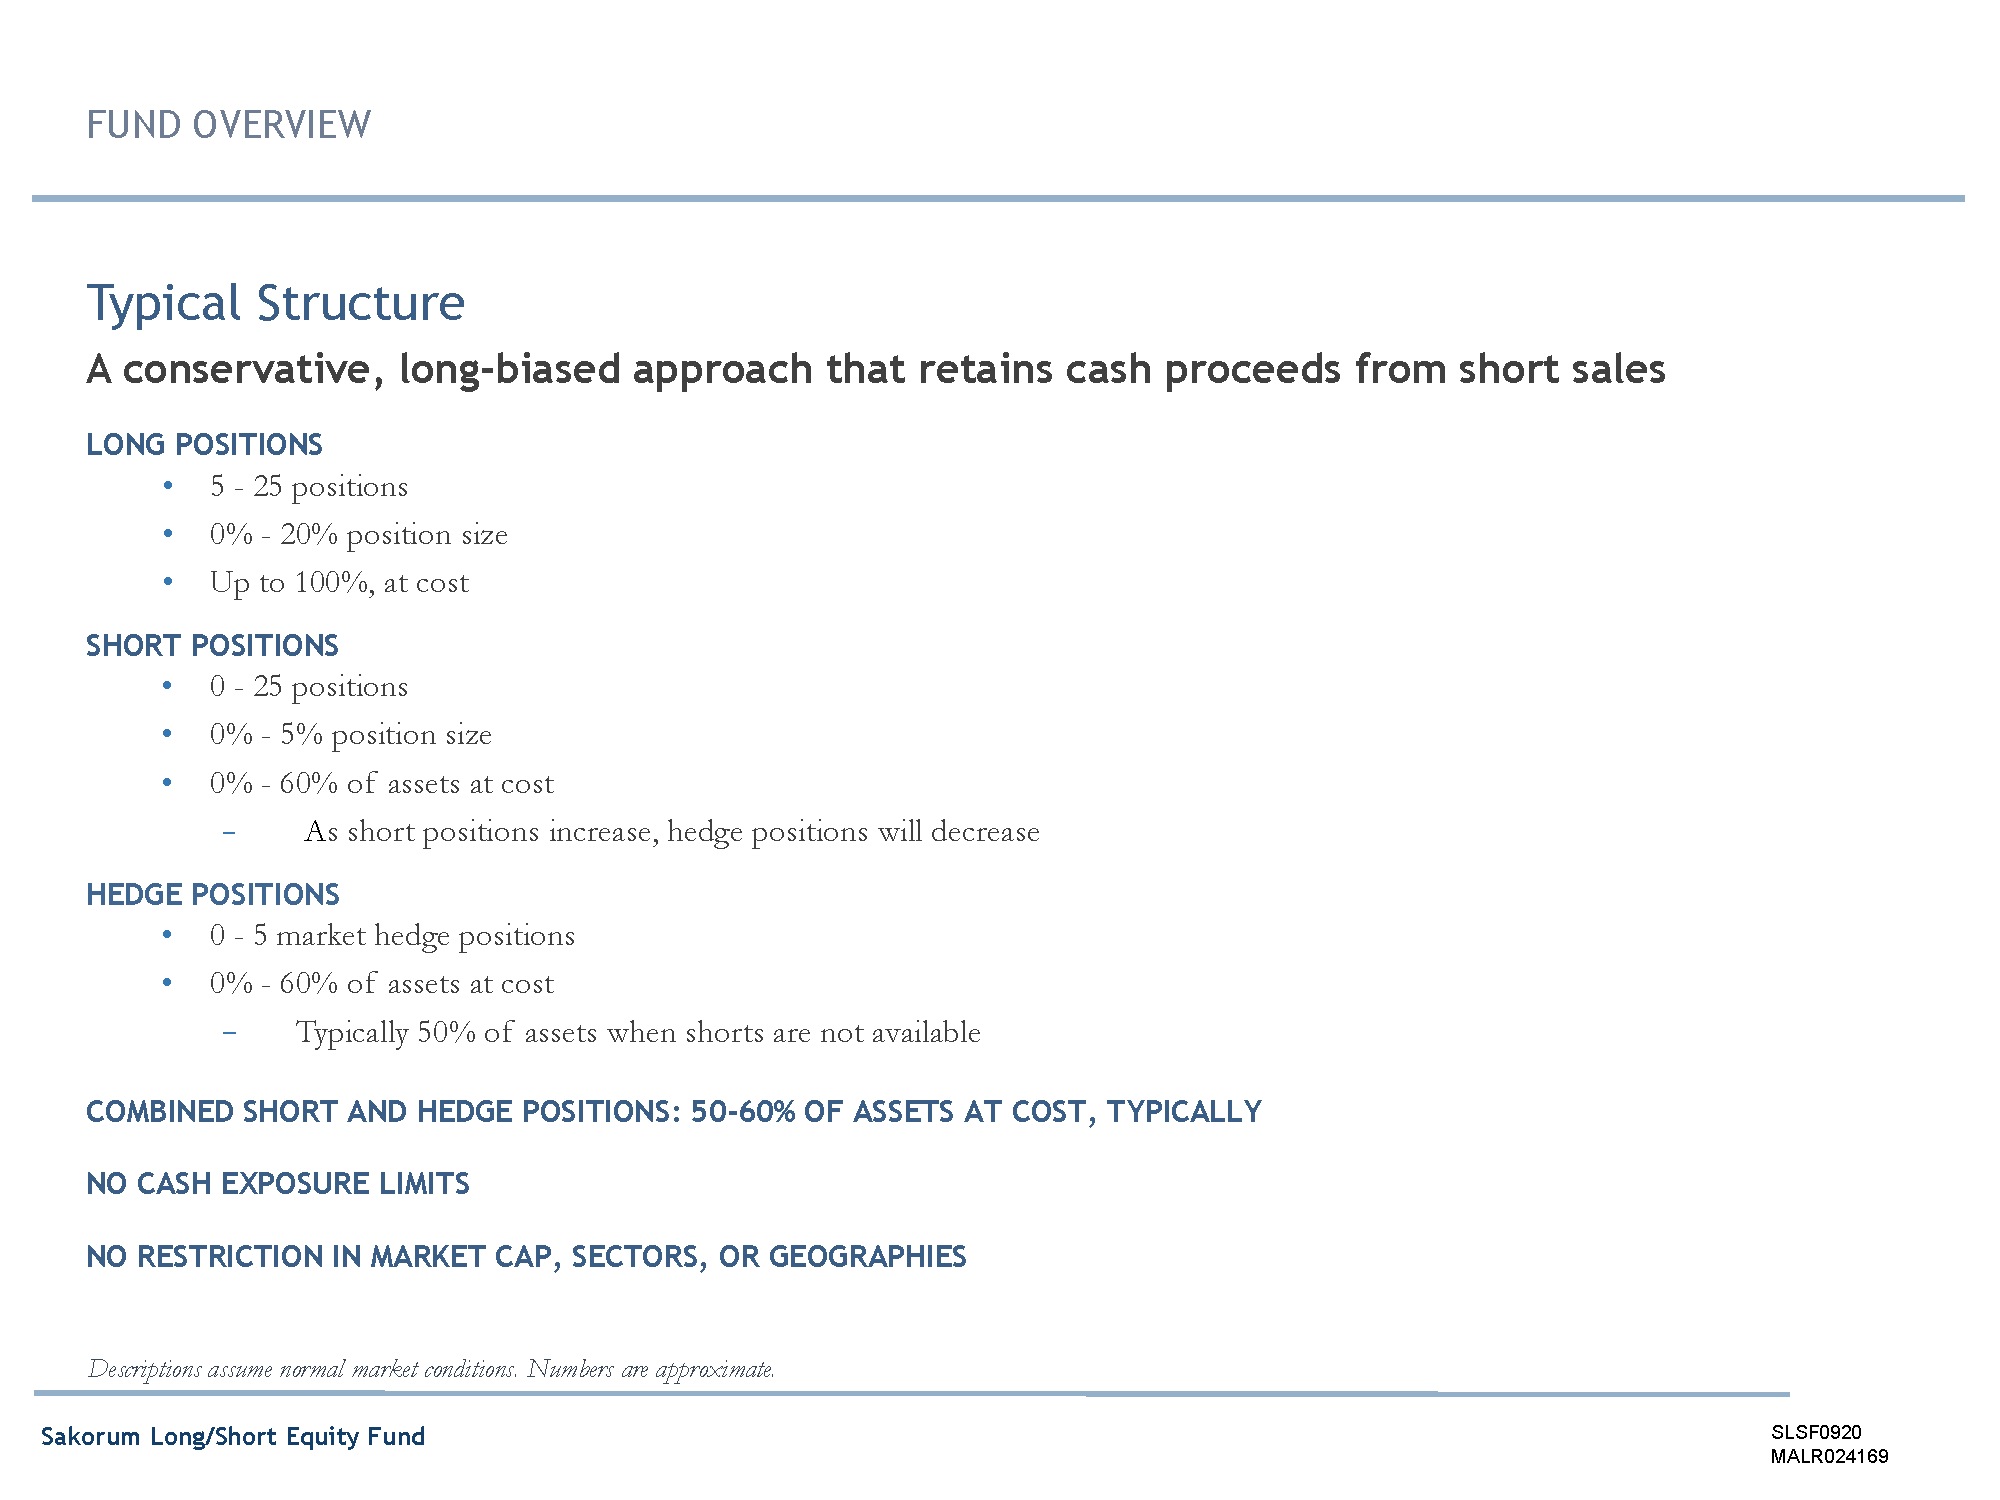 FUND OVERVIEW
Typical Structure
A conservative, long-biased approach that retains cash proceeds from short sales
LONG POSITIONS
• 5 - 25 positions
• 0% - 20% position size
• Up to 100%, at cost
SHORT POSITIONS
• 0 - 25 positions
• 0% - 5% position size
• 0% - 60% of assets at cost
– As short positions increase, hedge positions will decrease
HEDGE POSITIONS
• 0 - 5 market hedge positions
• 0% - 60% of assets at cost
– Typically 50% of assets when shorts are not available
COMBINED SHORT AND HEDGE POSITIONS: 50-60% OF ASSETS AT COST, TYPICALLY
NO CASH EXPOSURE LIMITS
NO RESTRICTION IN MARKET CAP, SECTORS, OR GEOGRAPHIES
Descriptions assume normal market conditions. Numbers are approximate.
Sakorum Long/Short Equity Fund
SLSF0920
MALR024169